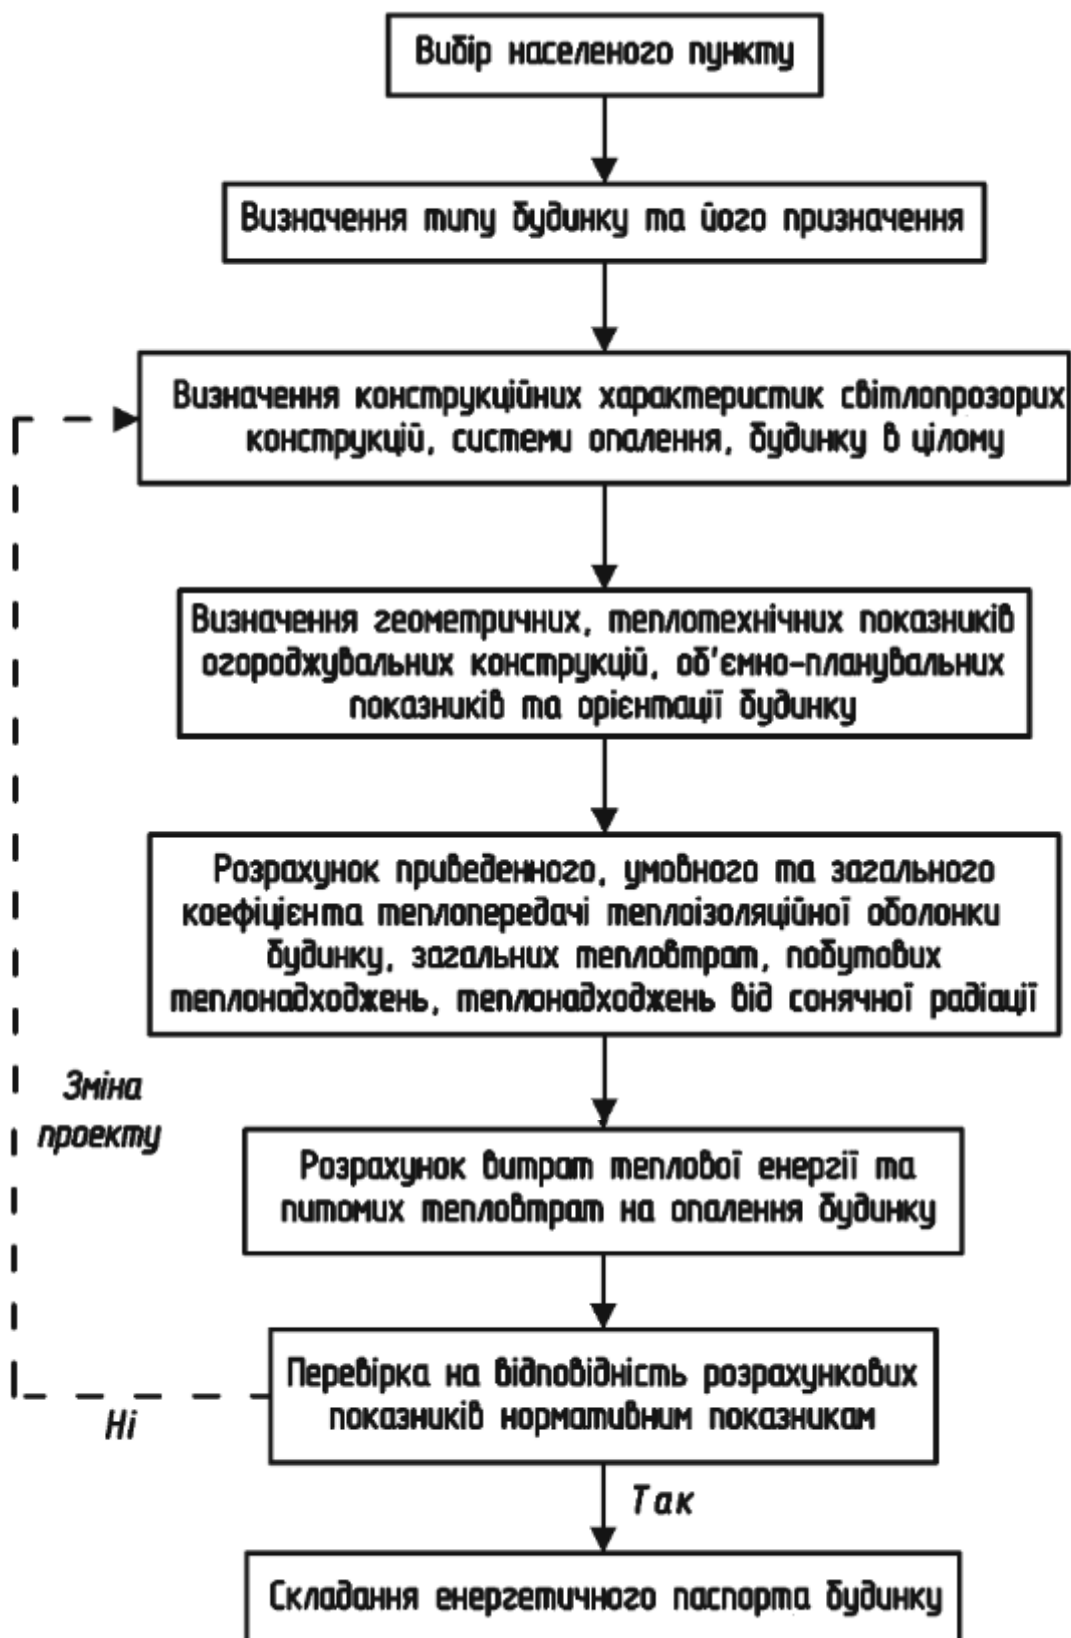 Вибір населеного пункту
Визначення типу будинку та його призначення
Визначення конструкційних характеристик світлопрозорих
конструкцій, системи опалення, будинку в цілому
Визначення геометричних, теплотехнічних показників
огороджувальних конструкцій, об'ємно-планувальних
показників та орієнтації будинку
Розрахунок приведенного, умовного та загального
коефіцієнта теплопередачі теплоізоляційної оболонки
будинку, загальних тепловтрат, побутових
теплонадходжень, теплонадходжень від сонячної радіації
Зміна
проекту
Розрахунок витрат теплової енергії та
питомих тепловтрат на опалення будинку
Перевірка на відповідність розрахункових
показників нормативним показникам
Ні
Так
Складання енергетичного паспорта будинку